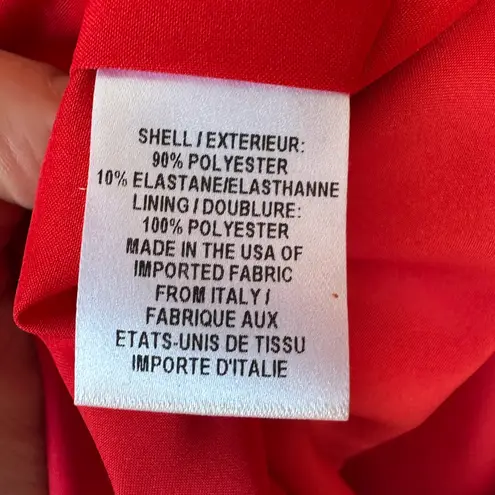 SHELL / EXTERIEUR:
90% POLYESTER
10% ELASTANE/ELASTHANNE
LINING / DOUBLURE:
100% POLYESTER
MADE IN THE USA OF
IMPORTED FABRIC
FROM ITALY /
FABRIQUE AUX
ETATS-UNIS DE TISSU
IMPORTE D'ITALIE